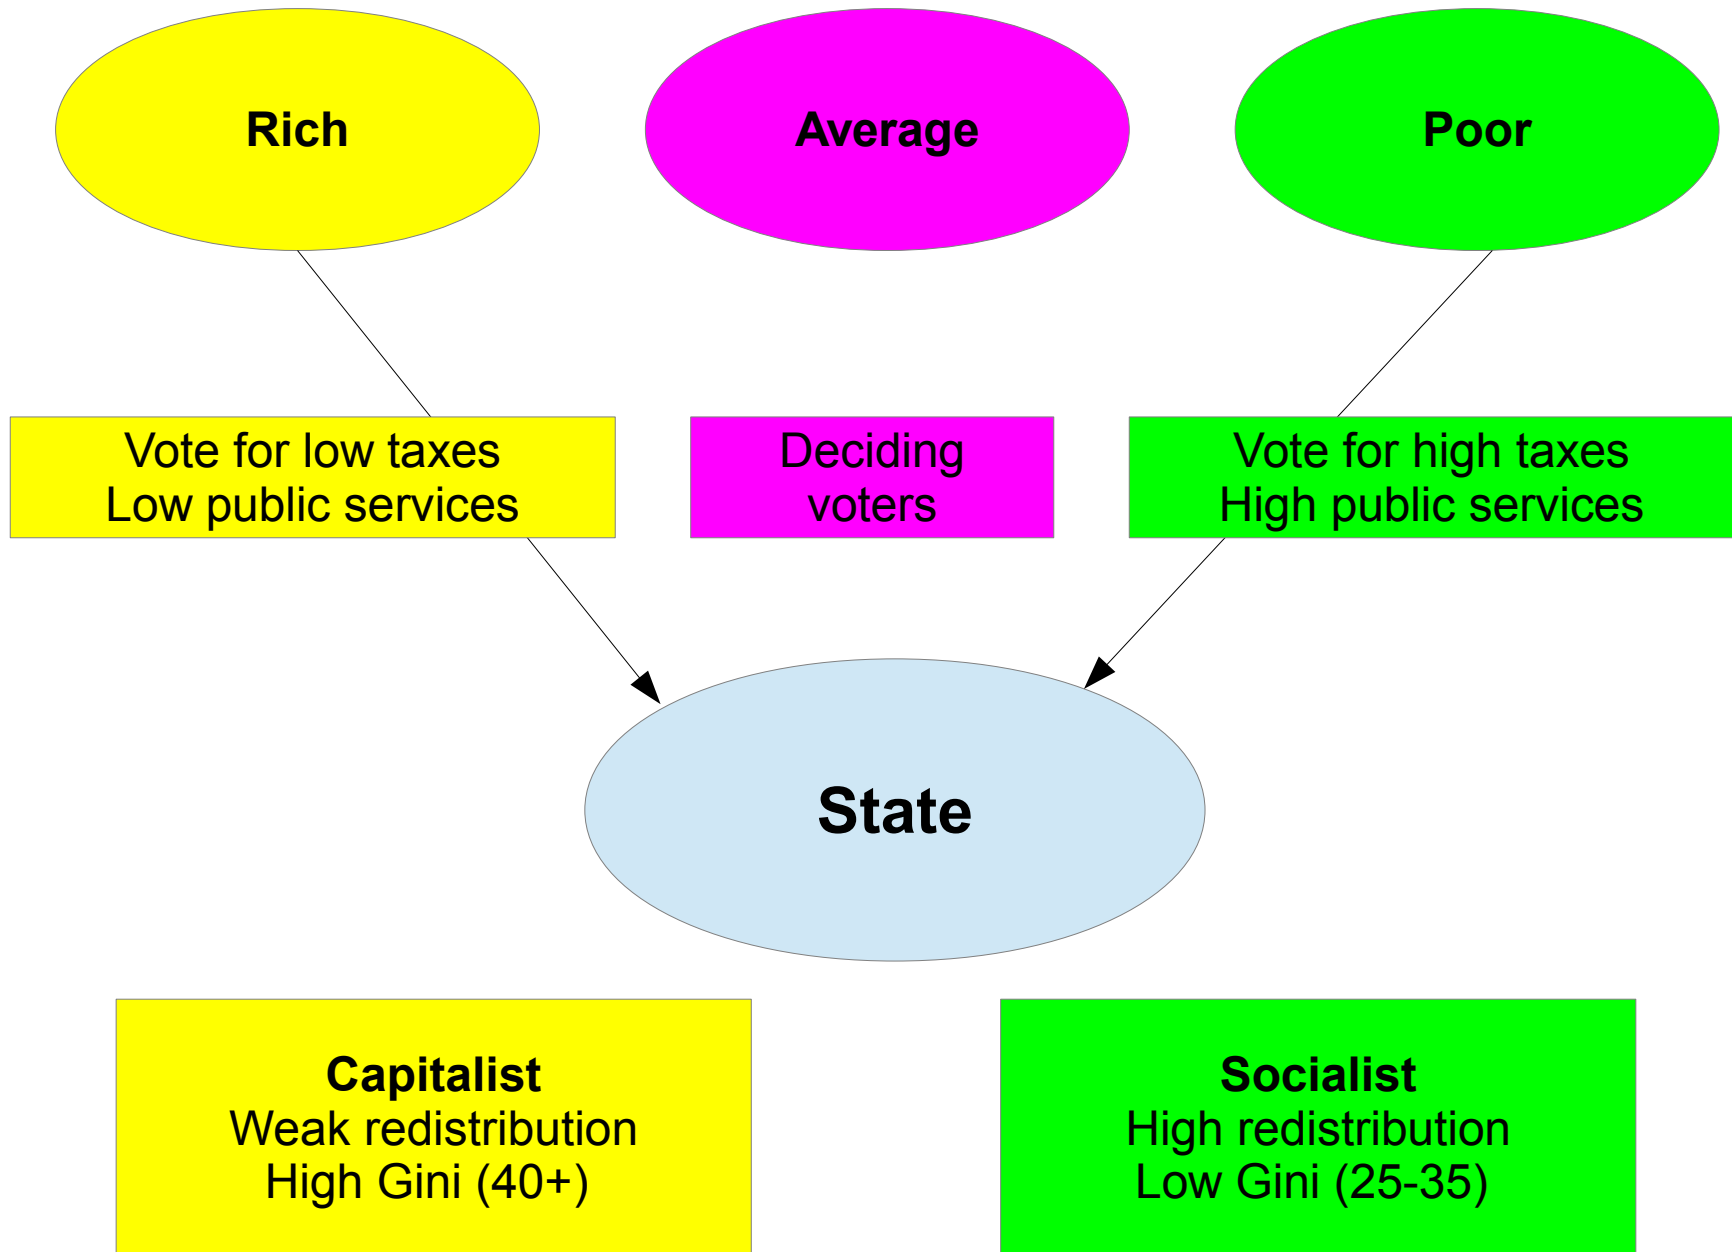 Rich
Average
Poor
Vote for low taxes
Low public services
Deciding
voters
Vote for high taxes
High public services
State
Capitalist
Weak redistribution
High Gini (40+)
Socialist
High redistribution
Low Gini (25-35)